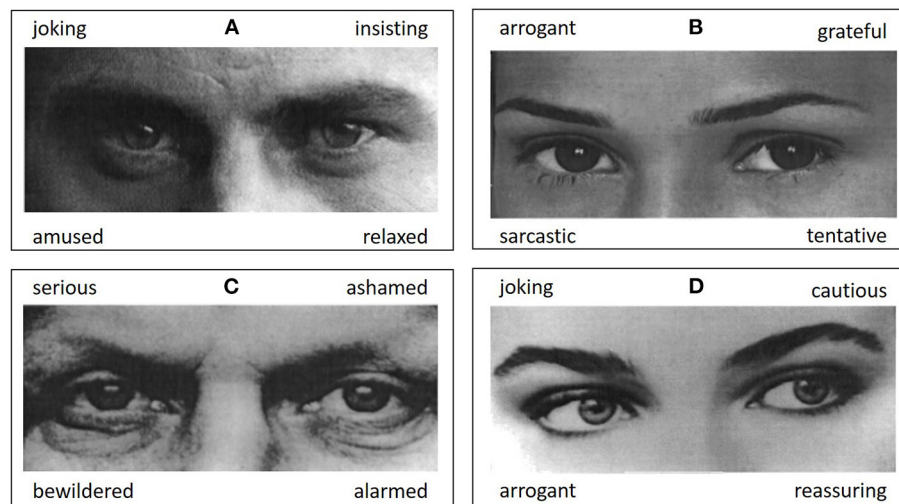 joking A insisting
amused relaxed
arrogant B grateful
sarcastic tentative
serious C ashamed
bewildered alarmed
joking D cautious
arrogant reassuring